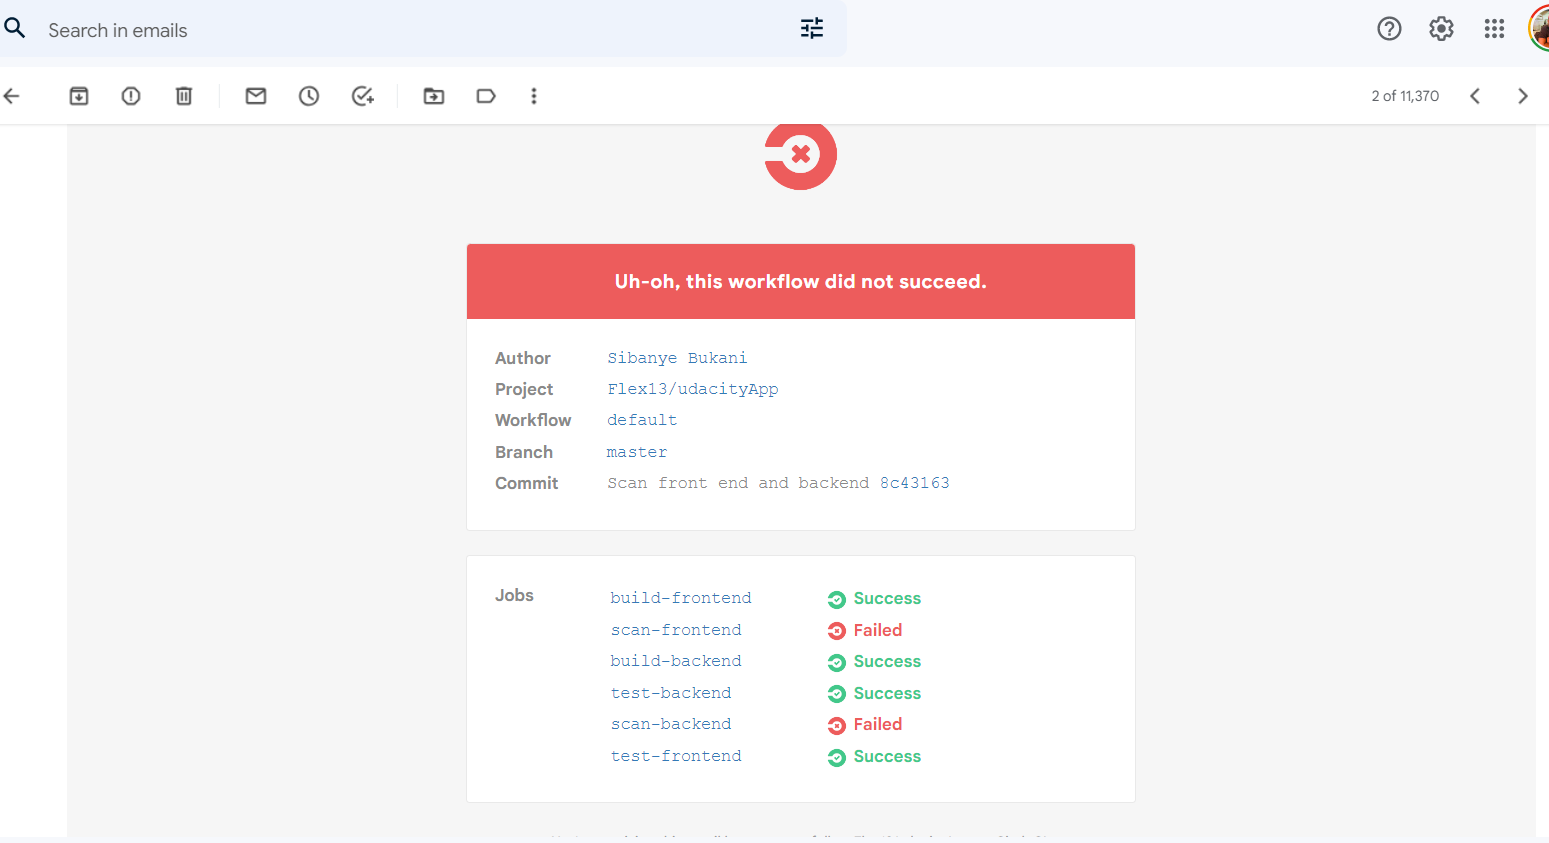 Search in emails
2 of 11,370
Uh-oh, this workflow did not succeed.
Author Sibanye Bukani
Project Flex13/udacityApp
Workflow default
Branch master
Commit Scan front end and backend 8c43163
Jobs build-frontend Success
scan-frontend Failed
build-backend Success
test-backend Success
scan-backend Failed
test-frontend Success